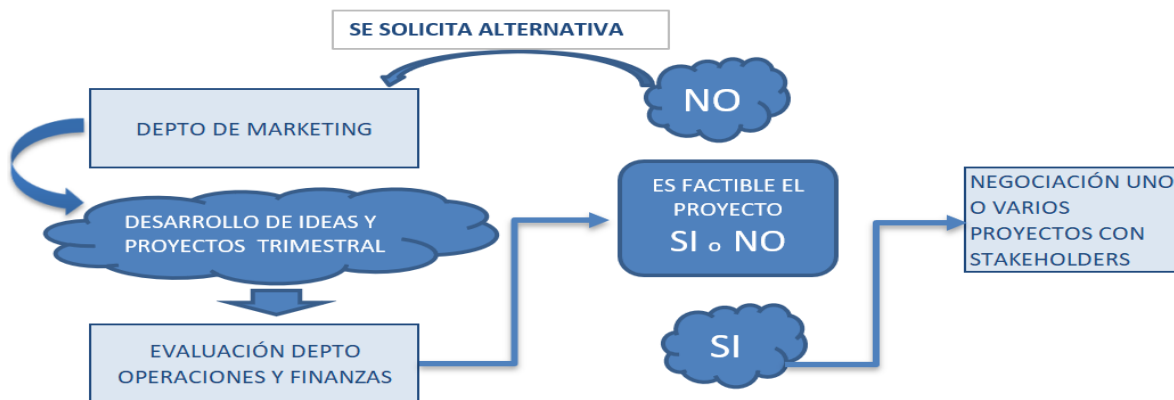 SE SOLICITA ALTERNATIVA
NO
DEPTO DE MARKETING
DESARROLLO DE IDEAS Y
PROYECTOS TRIMESTRAL
ES FACTIBLE EL
PROYECTO
SI o NO
NEGOCIACIÓN UNO
O VARIOS
PROYECTOS CON
STAKEHOLDERS
EVALUACIÓN DEPTO
OPERACIONES Y FINANZAS
SI